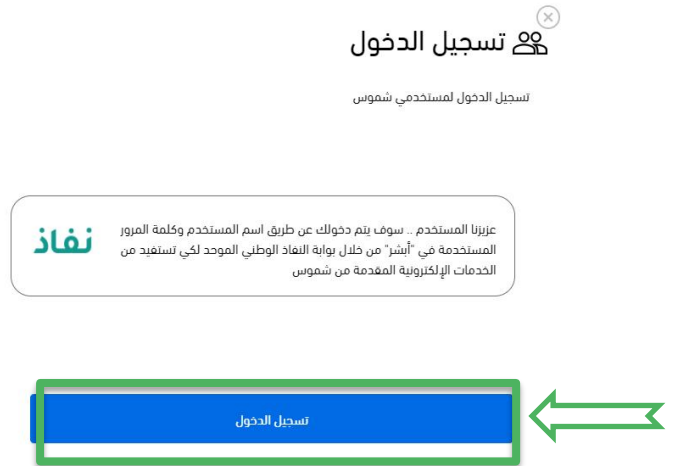 تسجيل الدخول
تسجيل الدخول لمستخدمي شموس
عزيزنا المستخدم .. سوف يتم دخولك عن طريق اسم المستخدم وكلمة المرور
المستخدمة في "أبشر" من خلال بوابة النفاذ الوطني الموحد لكي تستفيد من
الخدمات الإلكترونية المقدمة من شموس
نفاذ
تسجيل الدخول